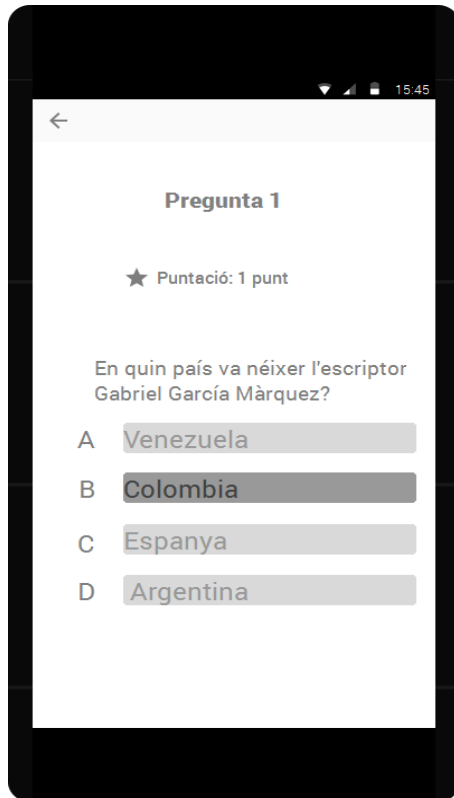 15:45
Pregunta 1
Puntació: 1 punt
En quin país va néixer l'escriptor
Gabriel García Màrquez?
A Venezuela
B Colombia
C Espanya
D Argentina